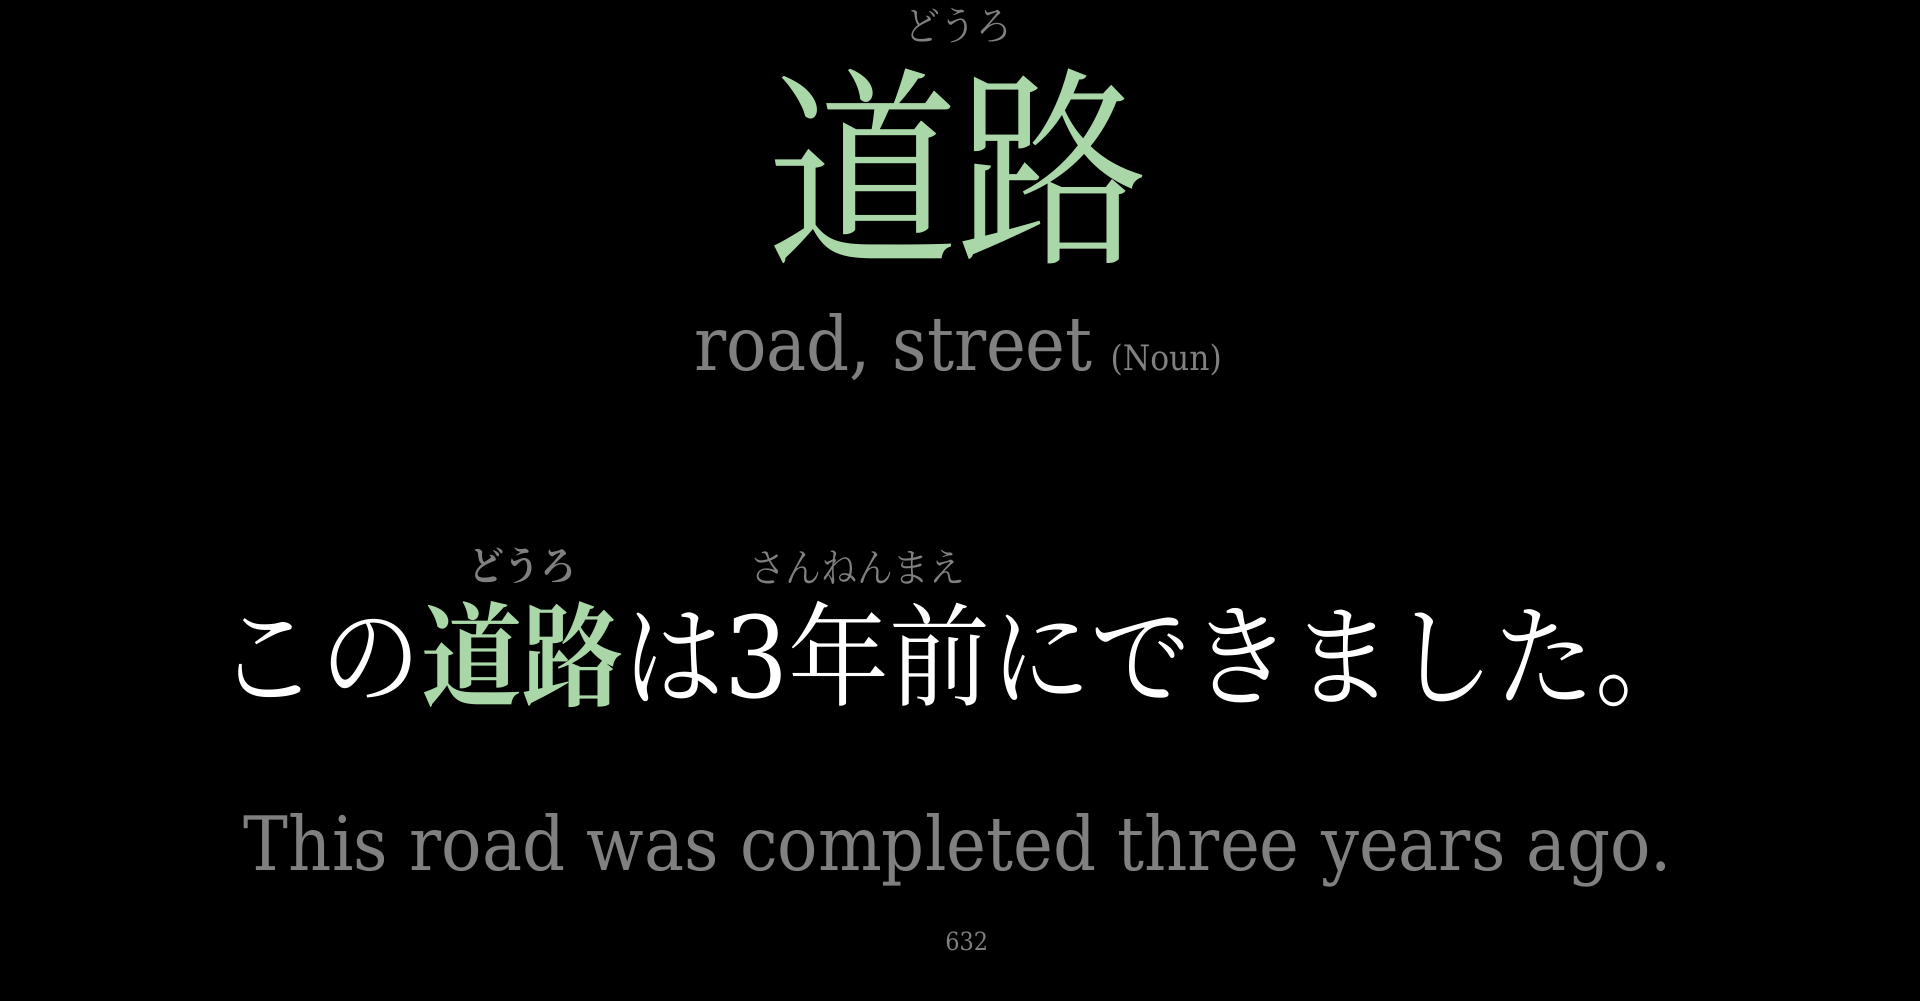 どうろ
道路
road, street (Noun)
どうろ さんねんまえ
この道路は3年前にできました。
This road was completed three years ago.
632